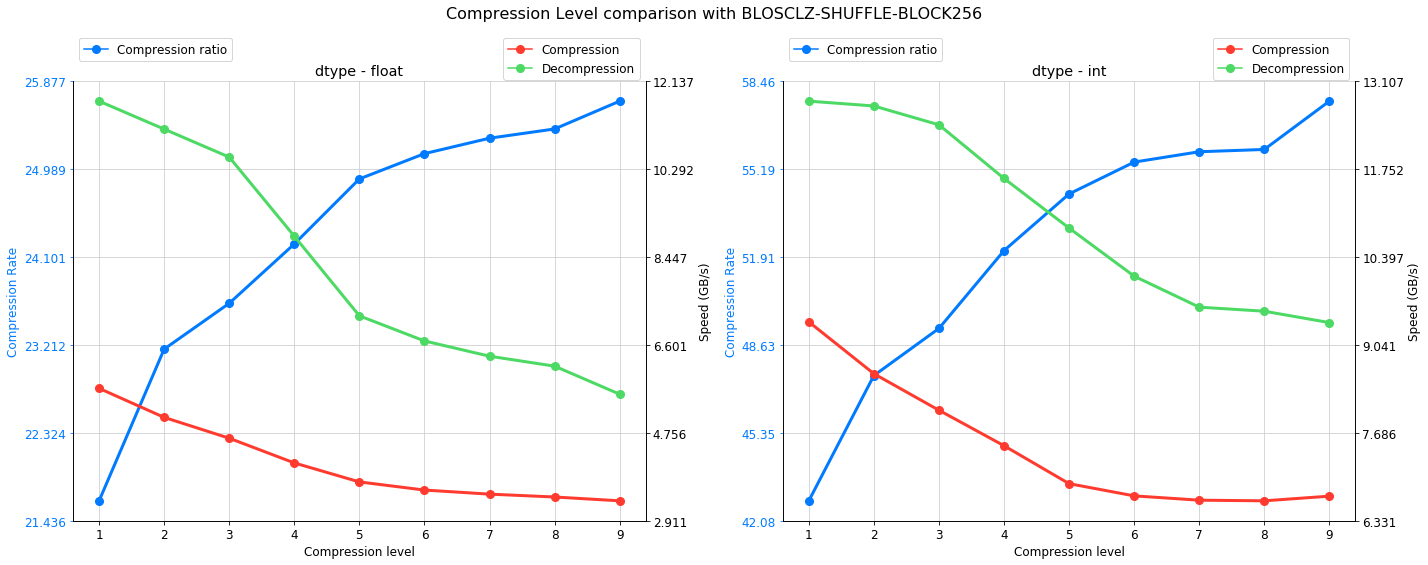 Compression Level comparison with BLOSCLZ-SHUFFLE-BLOCK256
Compression ratio
Compression
Decompression
dtype - float
25.877
24.989
24.101
23.212
22.324
21.436
Compression Rate
12.137
10.292
8.447
6.601
4.756
2.911
Speed (GB/s)
1 2 3 4 5 6 7 8 9
Compression level
Compression ratio
Compression
Decompression
dtype - int
58.46
55.19
51.91
48.63
45.35
42.08
Compression Rate
13.107
11.752
10.397
9.041
7.686
6.331
Speed (GB/s)
1 2 3 4 5 6 7 8 9
Compression level